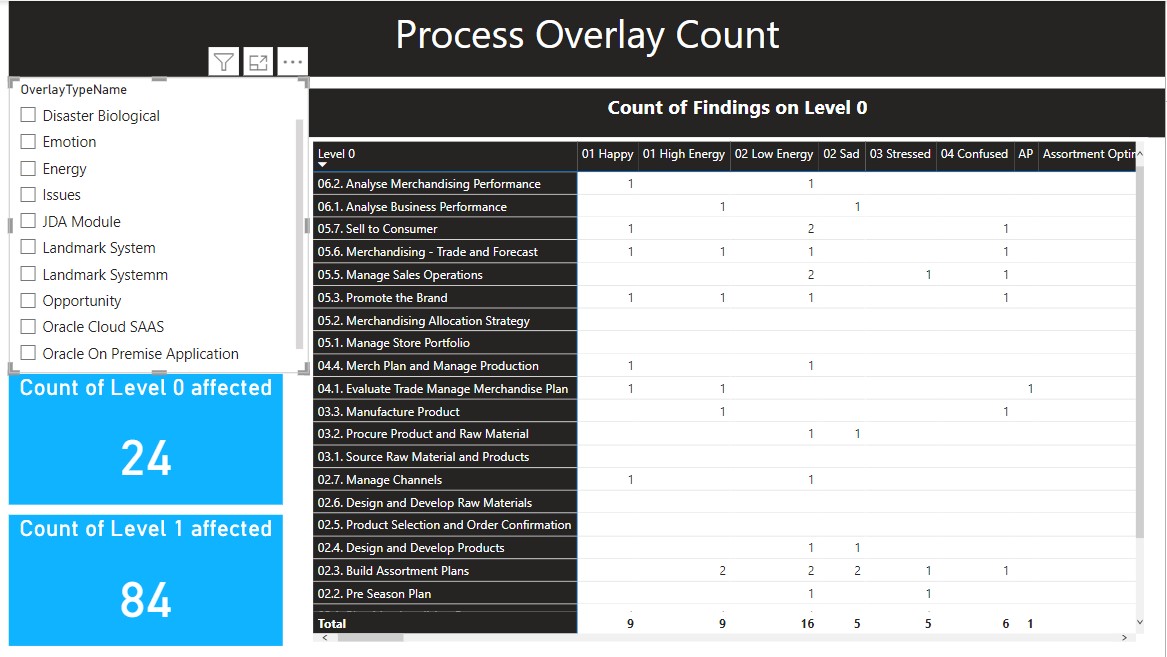 Process Overlay Count
OverlayTypeName
Disaster Biological
Emotion
Energy
Issues
JDA Module
Landmark System
Landmark Systemm
Opportunity
Oracle Cloud SAAS
Oracle On Premise Application
Count of Level 0 affected
24
Count of Level 1 affected
84
Count of Findings on Level 0
Level 0 01 Happy 01 High Energy 02 Low Energy 02 Sad 03 Stressed 04 Confused AP Assortment Optin
06.2. Analyse Merchandising Performance 1 1
06.1. Analyse Business Performance 1 1
05.7. Sell to Consumer 1 2 1
05.6. Merchandising - Trade and Forecast 1 1 1 1
05.5. Manage Sales Operations 2 1 1
05.3. Promote the Brand 1 1 1 1
05.2. Merchandising Allocation Strategy
05.1. Manage Store Portfolio
04.4. Merch Plan and Manage Production 1 1
04.1. Evaluate Trade Manage Merchandise Plan 1 1 1
03.3. Manufacture Product 1 1
03.2. Procure Product and Raw Material 1 1
03.1. Source Raw Material and Products
02.7. Manage Channels 1 1
02.6. Design and Develop Raw Materials
02.5. Product Selection and Order Confirmation
02.4. Design and Develop Products 1 1
02.3. Build Assortment Plans 2 2 2 1 1
02.2. Pre Season Plan 1 1
Total 9 9 16 5 5 6 1